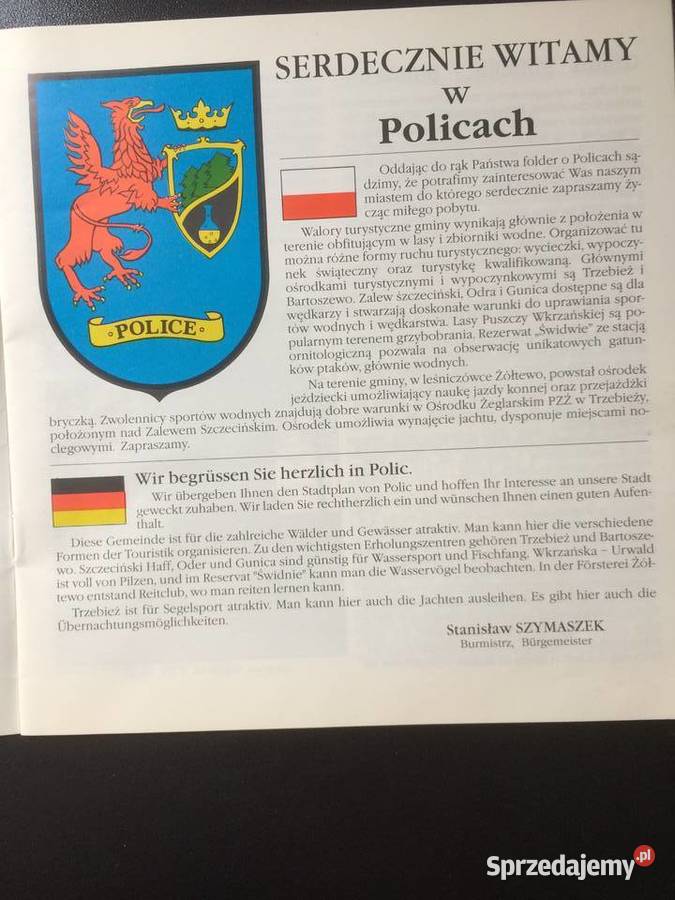 SERDECZNIE WITAMY
w
Policach
Oddając do rąk Państwa folder o Policach są-
dzimy, że potrafimy zainteresować Was naszym
miastem do którego serdecznie zapraszamy ży-
cząc miłego pobytu.
Walory turystyczne gminy wynikają głównie z położenia w
terenie obfitującym w lasy i zbiorniki wodne. Organizować tu
można różne formy ruchu turystycznego: wycieczki, wypoczy-
nek świąteczny oraz turystykę kwalifikowaną. Głównymi
ośrodkami turystycznymi i wypoczynkowymi są Trzebież i
Bartoszewo. Zalew Szczeciński, Odra i Gunica dostępne są dla
wędkarzy i stwarzają doskonałe warunki do uprawiania spor-
tów wodnych i wędkarstwa. Lasy Puszczy Wkrzańskiej są po-
pularnym terenem grzybobrania. Rezerwat „Świdwie” ze stacją
ornitologiczną pozwala na obserwację unikatowych gatun-
ków ptaków, głównie wodnych.
Na terenie gminy, w leśniczówce Żółtewo, powstał ośrodek
jeździecki umożliwiający naukę jazdy konnej oraz przejażdżki
bryczką. Zwolennicy sportów wodnych znajdują dobre warunki w Ośrodku Żeglarskim PZŻ w Trzebieży,
położonym nad Zalewem Szczecińskim. Ośrodek umożliwia wynajęcie jachtu, dysponuje miejscami no-
clegowymi. Zapraszamy.
POLICE
Wir begrüssen Sie herzlich in Polic.
Wir übergeben Ihnen den Stadtplan von Polic und hoffen Ihr Interesse an unsere Stadt
geweckt zuhaben. Wir laden Sie rechtherzlich ein und wünschen Ihnen einen guten Aufen-
thalt.
Diese Gemeinde ist für die zahlreiche Wälder und Gewässer atraktiv. Man kann hier die verschiedene
Formen der Touristik organisieren. Zu den wichtigsten Erholungszentren gehören Trzebież und Bartosze-
wo. Szczeciński Haff, Oder und Gunica sind günstig für Wassersport und Fischfang. Wkrzańska – Urwald
ist voll von Pilzen, und im Reservat "Świdnie" kann man die Wasservögel beobachten. In der Försterei Żół-
tewo entstand Reitclub, wo man reiten lernen kann.
Trzebież ist für Segelsport atraktiv. Man kann hier auch die Jachten ausleihen. Es gibt hier auch die
Übernachtungsmöglichkeiten.
Stanisław SZYMASZEK
Burmistrz, Bürgemeister
Sprzedajemy.pl